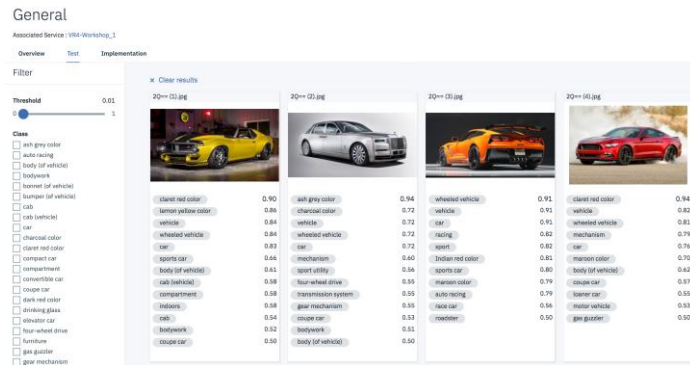 General
Associated Service : VR4-Workshop_1
Overview Test Implementation
Filter
× Clear results
Threshold 0.01
0 1
Class
ash grey color
auto racing
body (of vehicle)
bodywork
bonnet (of vehicle)
bumper (of vehicle)
cab
cab (vehicle)
car
charcoal color
claret red color
compact car
compartment
convertible car
coupe car
dark red color
drinking glass
elevator car
four-wheel drive
furniture
gas guzzler
gear mechanism
2Q== (1).jpg
claret red color 0.90
lemon yellow color 0.86
vehicle 0.84
wheeled vehicle 0.84
car 0.83
sports car 0.66
body (of vehicle) 0.61
cab (vehicle) 0.58
compartment 0.58
indoors 0.58
cab 0.54
bodywork 0.52
coupe car 0.50
2Q== (2).jpg
ash grey color 0.94
charcoal color 0.72
vehicle 0.72
wheeled vehicle 0.72
car 0.72
mechanism 0.60
sport utility 0.56
four-wheel drive 0.55
transmission system 0.55
gear mechanism 0.55
coupe car 0.53
bodywork 0.51
body (of vehicle) 0.50
2Q== (3).jpg
wheeled vehicle 0.91
vehicle 0.91
car 0.91
racing 0.82
sport 0.82
Indian red color 0.81
sports car 0.80
maroon color 0.79
auto racing 0.79
race car 0.56
roadster 0.50
2Q== (4).jpg
claret red color 0.94
vehicle 0.82
wheeled vehicle 0.81
mechanism 0.79
car 0.76
maroon color 0.70
body (of vehicle) 0.62
coupe car 0.57
loaner car 0.55
motor vehicle 0.53
gas guzzler 0.50